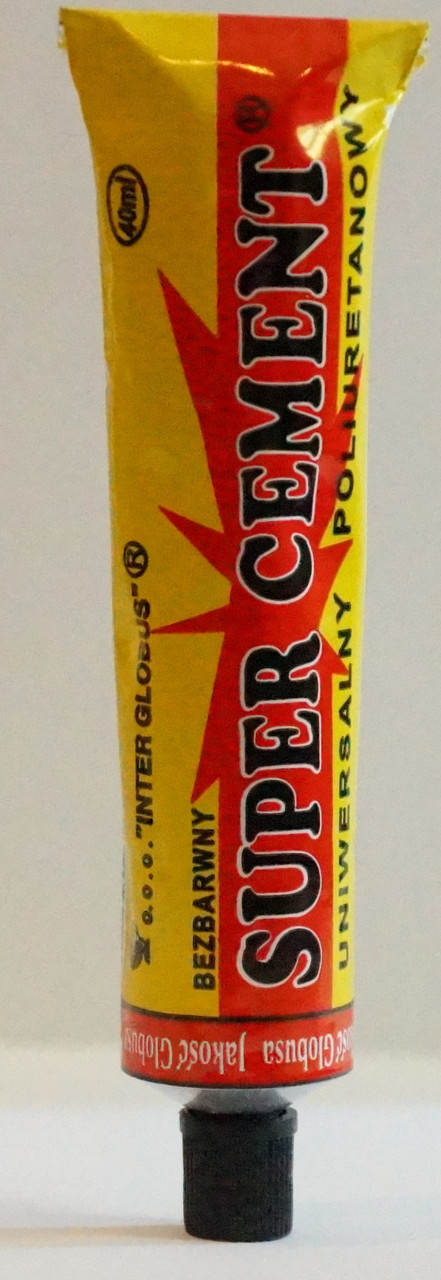 40ml
o.o.o. "INTER GLOBUS"®
BEZBARWNY
SUPER CEMENT®
UNIWERSALNY POLIURETANOWY
Jakość Globusa